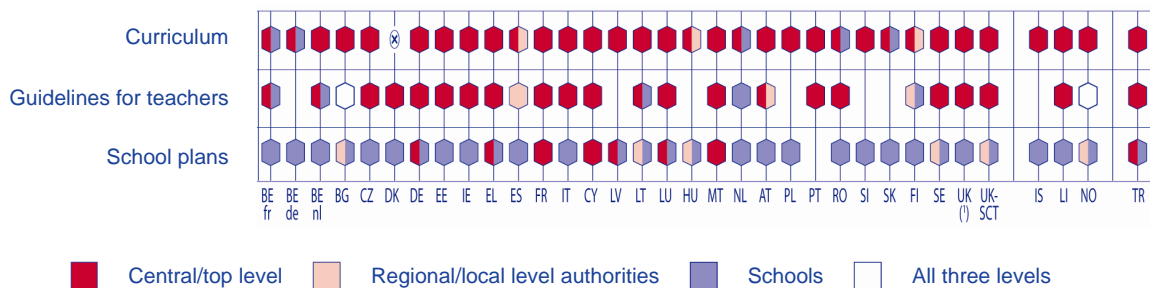 Curriculum
x
Guidelines for teachers
School plans
BE fr BE de BE nl BG CZ DK DE EE IE EL ES FR IT CY LV LT LU HU MT NL AT PL PT RO SI SK FI SE UK (¹) UK-SCT IS LI NO TR
Central/top level Regional/local level authorities Schools All three levels